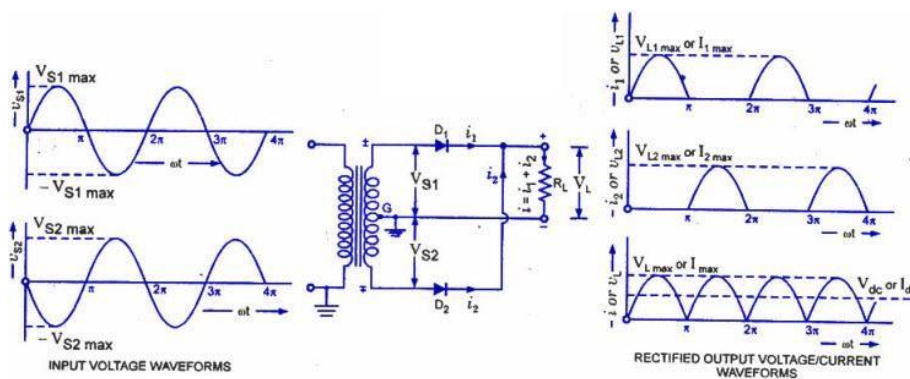 V_S1 max
v_S1
π
2π
3π
4π
ωt
– V_S1 max
V_S2 max
v_S2
π
2π
3π
4π
ωt
– V_S2 max
INPUT VOLTAGE WAVEFORMS
±
D1
i1
+
V_S1
i2
i = i1 + i2
RL
VL
G
V_S2
–
∓
D2
i2
V_L1 max or I_1 max
– i1 or v_L1
π
2π
3π
4π
ωt
V_L2 max or I_2 max
– i2 or v_L2
π
2π
3π
4π
ωt
V_L max or I_max
V_dc or I_d
– i or v_L
π
2π
3π
4π
ωt
RECTIFIED OUTPUT VOLTAGE/CURRENT
WAVEFORMS